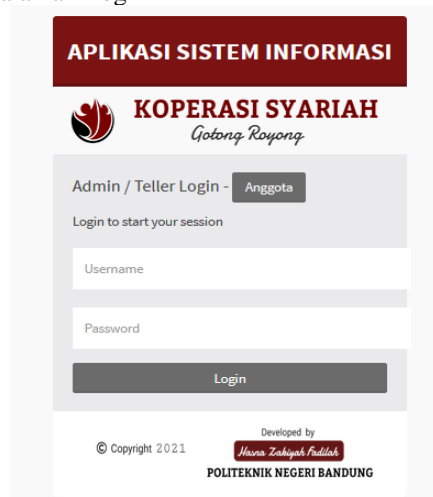 APLIKASI SISTEM INFORMASI
KOPERASI SYARIAH
Gotong Royong
Admin / Teller Login - Anggota
Login to start your session
Username
Password
Login
© Copyright 2021
Developed by
Hasna Zakiyah Fadilah
POLITEKNIK NEGERI BANDUNG